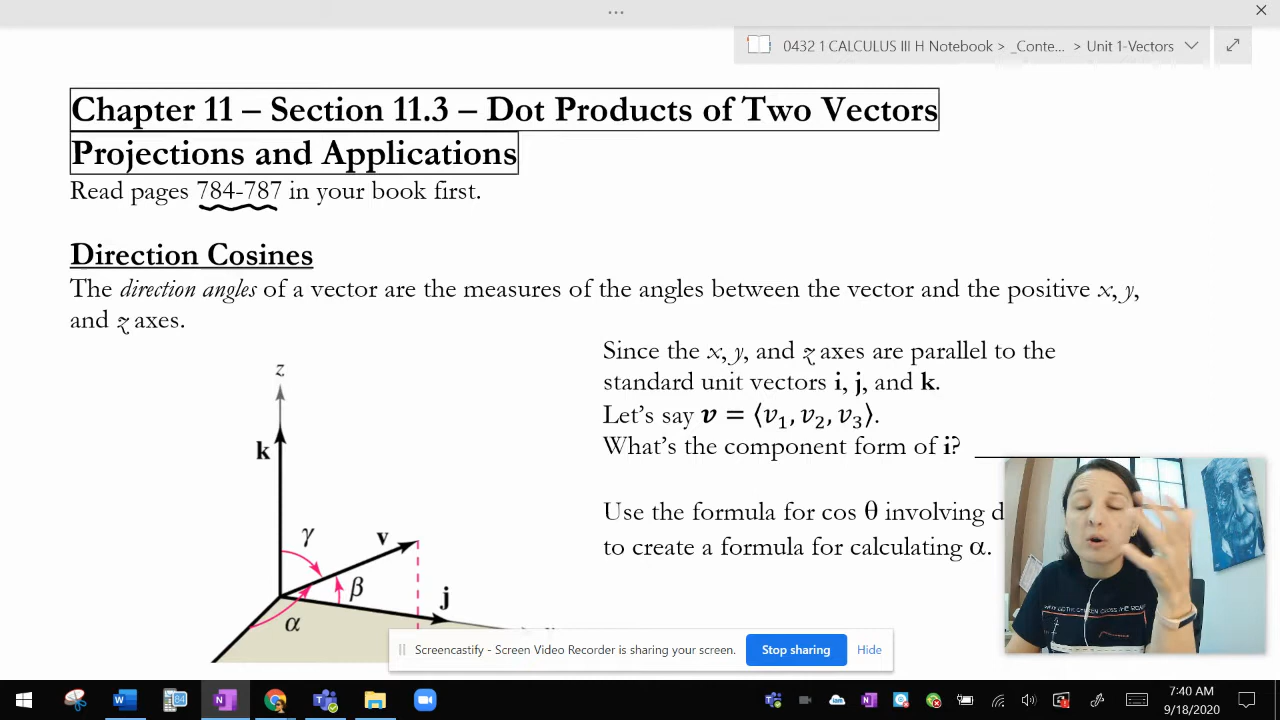 0432 1 CALCULUS III H Notebook > _Conte... > Unit 1-Vectors
Chapter 11 – Section 11.3 – Dot Products of Two Vectors
Projections and Applications
Read pages 784-787 in your book first.
Direction Cosines
The direction angles of a vector are the measures of the angles between the vector and the positive x, y,
and z axes.
Since the x, y, and z axes are parallel to the
standard unit vectors i, j, and k.
Let's say v = ⟨v₁, v₂, v₃⟩.
What's the component form of i?
Use the formula for cos θ involving d
to create a formula for calculating α.
z
k
γ
v
β
j
α
Screencastify - Screen Video Recorder is sharing your screen.
Stop sharing
Hide
7:40 AM
9/18/2020